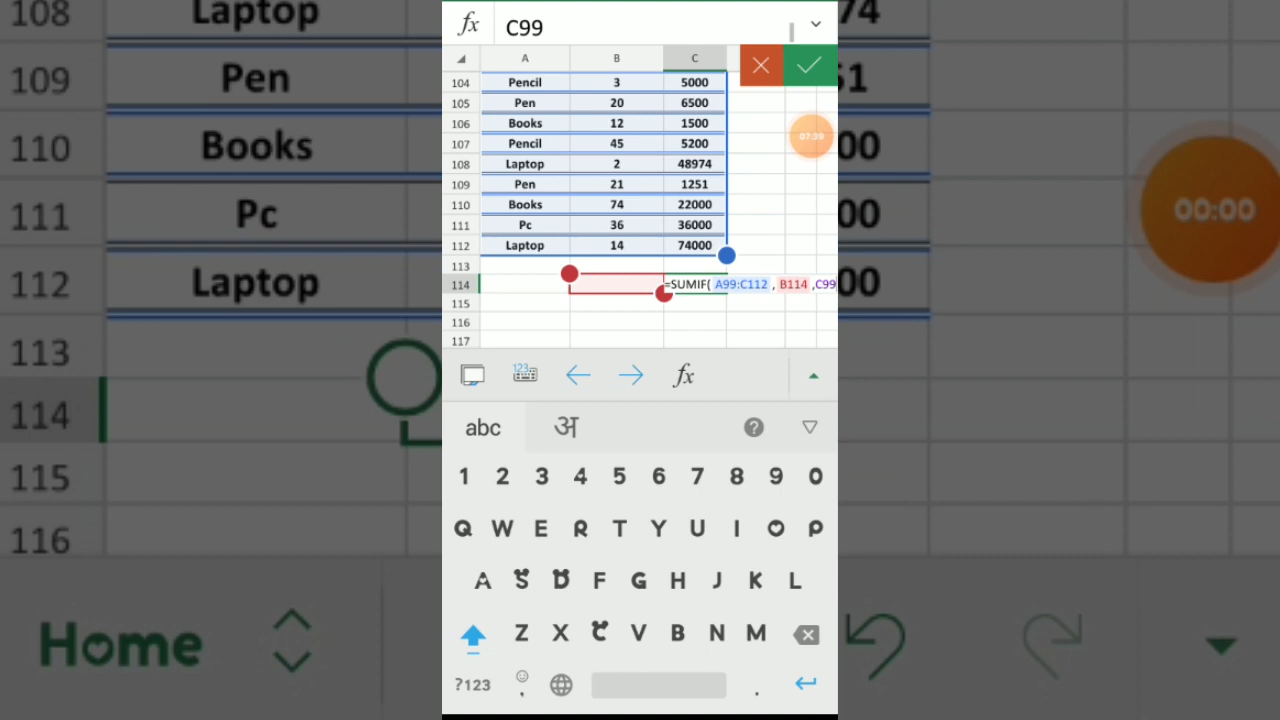 fx C99
A B C
104 Pencil 3 5000
105 Pen 20 6500
106 Books 12 1500
107 Pencil 45 5200
108 Laptop 2 48974
109 Pen 21 1251
110 Books 74 22000
111 Pc 36 36000
112 Laptop 14 74000
113
114 =SUMIF( A99:C112 , B114 ,C99
115
116
117
07:39
123 fx
abc अ ?
1 2 3 4 5 6 7 8 9 0
Q W E R T Y U I O P
A S D F G H J K L
Z X C V B N M
?123 , .
108 Laptop 74
109 Pen 51
110 Books 00
111 Pc 00
112 Laptop 00
113
114
115
116
00:00
Home